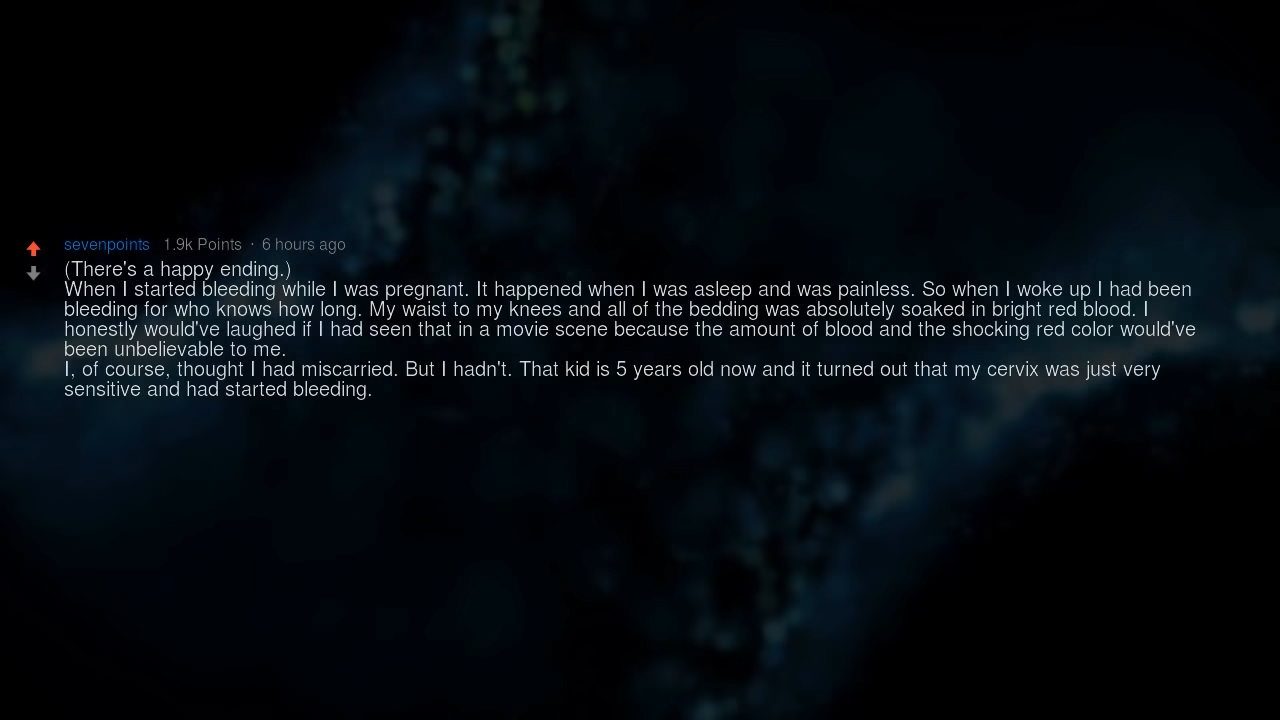 sevenpoints 1.9k Points · 6 hours ago
(There's a happy ending.)
When I started bleeding while I was pregnant. It happened when I was asleep and was painless. So when I woke up I had been
bleeding for who knows how long. My waist to my knees and all of the bedding was absolutely soaked in bright red blood. I
honestly would've laughed if I had seen that in a movie scene because the amount of blood and the shocking red color would've
been unbelievable to me.
I, of course, thought I had miscarried. But I hadn't. That kid is 5 years old now and it turned out that my cervix was just very
sensitive and had started bleeding.